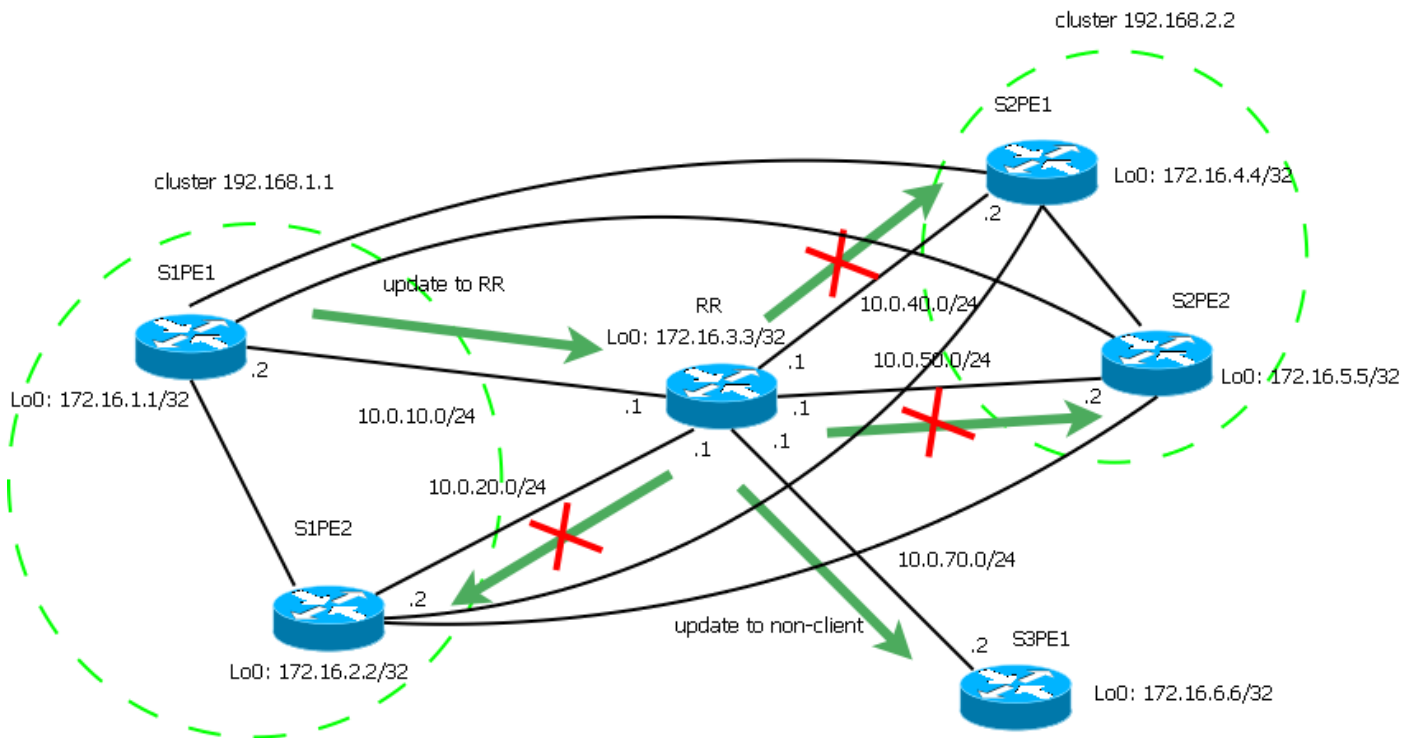 cluster 192.168.2.2
S2PE1
Lo0: 172.16.4.4/32
cluster 192.168.1.1
.2
S1PE1
update to RR
RR
Lo0: 172.16.3.3/32
10.0.40.0/24
S2PE2
.2
.1
10.0.50.0/24
Lo0: 172.16.5.5/32
Lo0: 172.16.1.1/32
10.0.10.0/24
.1
.1
.2
.1
.1
10.0.20.0/24
S1PE2
10.0.70.0/24
.2
update to non-client
.2
S3PE1
Lo0: 172.16.2.2/32
Lo0: 172.16.6.6/32